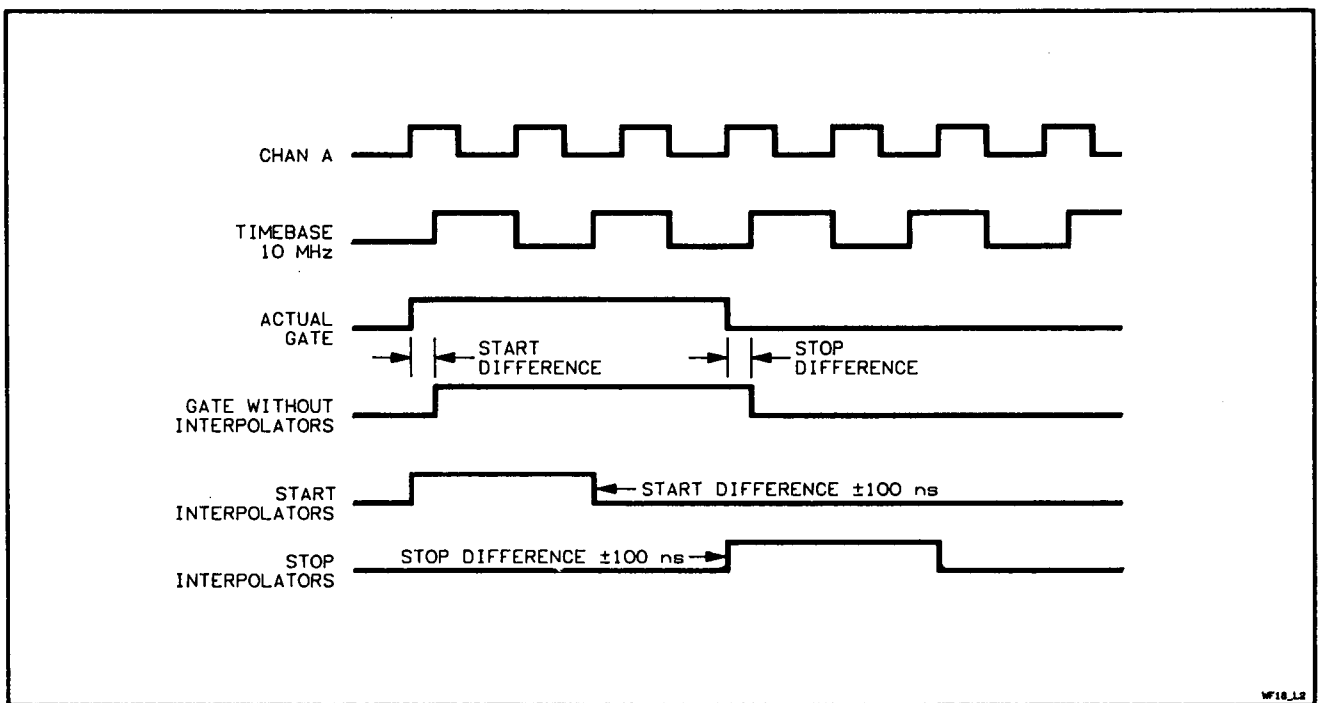 CHAN A
TIMEBASE
10 MHz
ACTUAL
GATE
START
DIFFERENCE
STOP
DIFFERENCE
GATE WITHOUT
INTERPOLATORS
START
INTERPOLATORS
START DIFFERENCE ±100 ns
STOP
INTERPOLATORS
STOP DIFFERENCE ±100 ns
WF18_L2